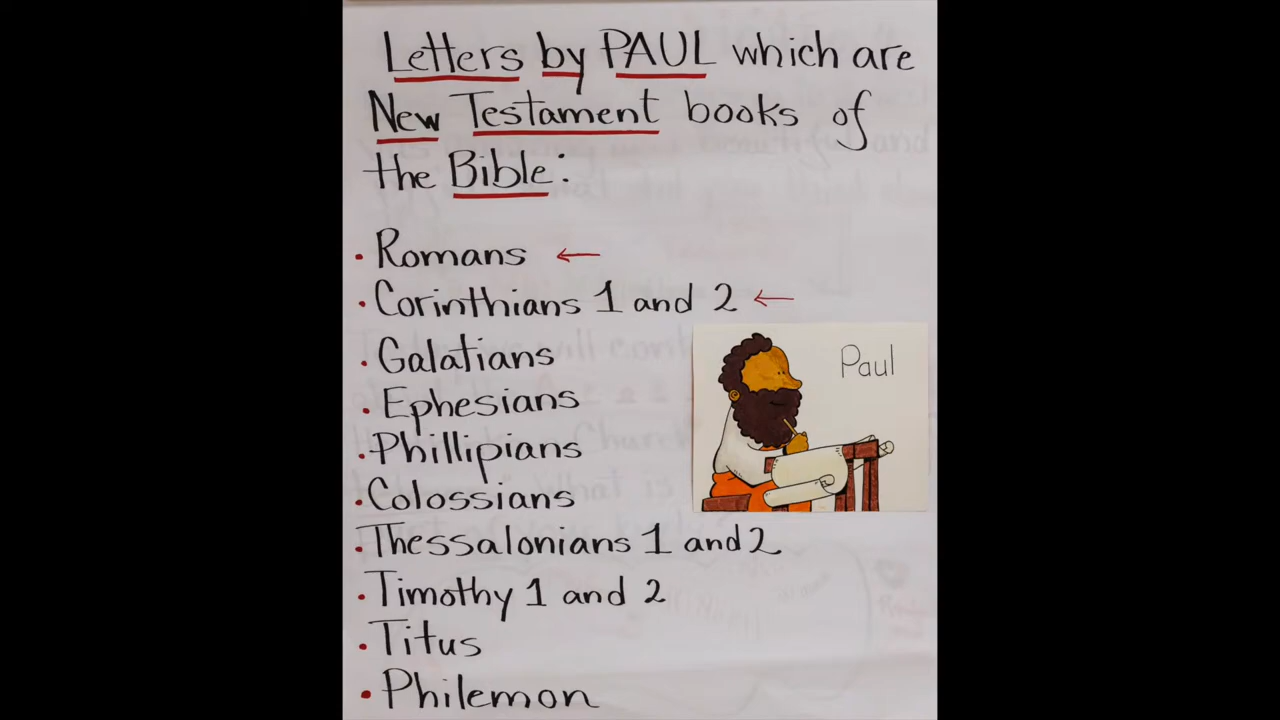 Letters by PAUL which are
New Testament books of
the Bible:
• Romans ←
• Corinthians 1 and 2 ←
• Galatians
• Ephesians
• Phillipians
• Colossians
• Thessalonians 1 and 2
• Timothy 1 and 2
• Titus
• Philemon
Paul